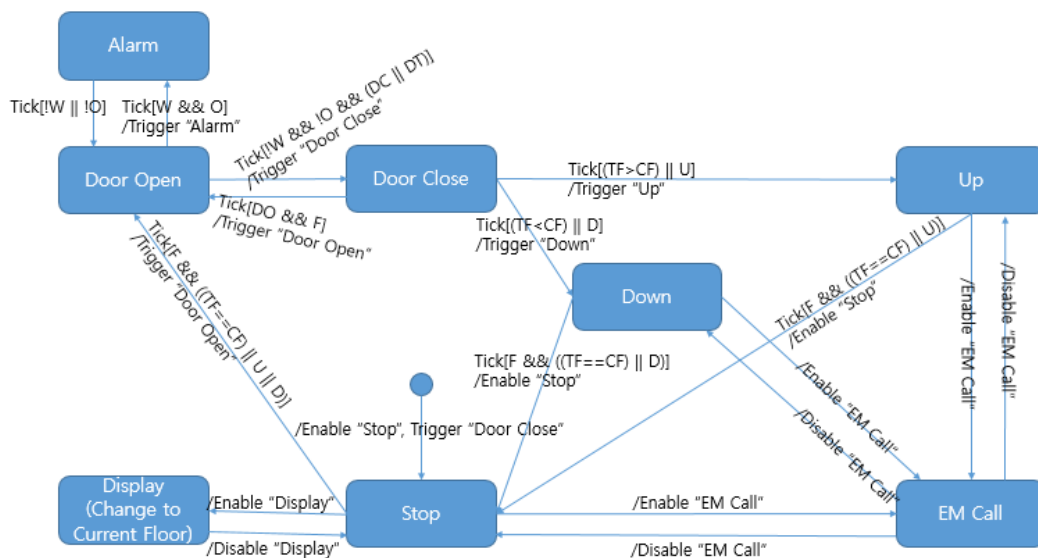 Alarm
Tick[!W || !O]
Tick[W && O]
/Trigger “Alarm”
Tick[!W && !O && (DC || DT)]
/Trigger “Door Close”
Door Open
Door Close
Tick[(TF>CF) || U]
/Trigger “Up”
Up
Tick[DO && F]
/Trigger “Door Open”
Tick[(TF<CF) || D]
/Trigger “Down”
Down
Tick[F && ((TF==CF) || U || D)]
/Trigger “Door Open”
Tick[F && ((TF==CF) || U)]
/Enable “Stop”
/Enable “EM Call”
/Disable “EM Call”
Tick[F && ((TF==CF) || D)]
/Enable “Stop”
/Enable “EM Call”
/Disable “EM Call”
/Enable “Stop”, Trigger “Door Close”
Display
(Change to
Current Floor)
/Enable “Display”
/Disable “Display”
Stop
/Enable “EM Call”
/Disable “EM Call”
EM Call